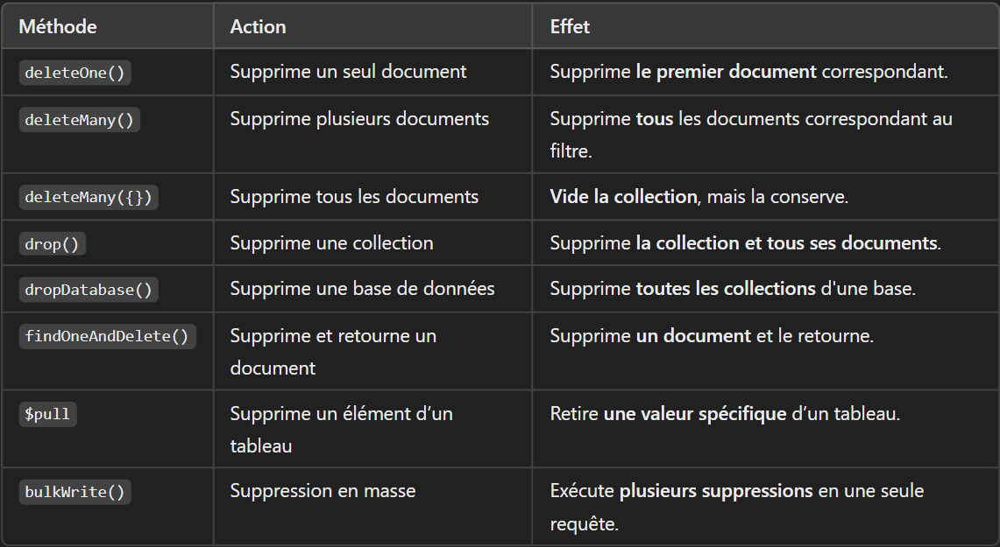 Méthode Action Effet
deleteOne() Supprime un seul document Supprime le premier document correspondant.
deleteMany() Supprime plusieurs documents Supprime tous les documents correspondant au
filtre.
deleteMany({}) Supprime tous les documents Vide la collection, mais la conserve.
drop() Supprime une collection Supprime la collection et tous ses documents.
dropDatabase() Supprime une base de données Supprime toutes les collections d'une base.
findOneAndDelete() Supprime et retourne un Supprime un document et le retourne.
document
$pull Supprime un élément d’un Retire une valeur spécifique d’un tableau.
tableau
bulkWrite() Suppression en masse Exécute plusieurs suppressions en une seule
requête.